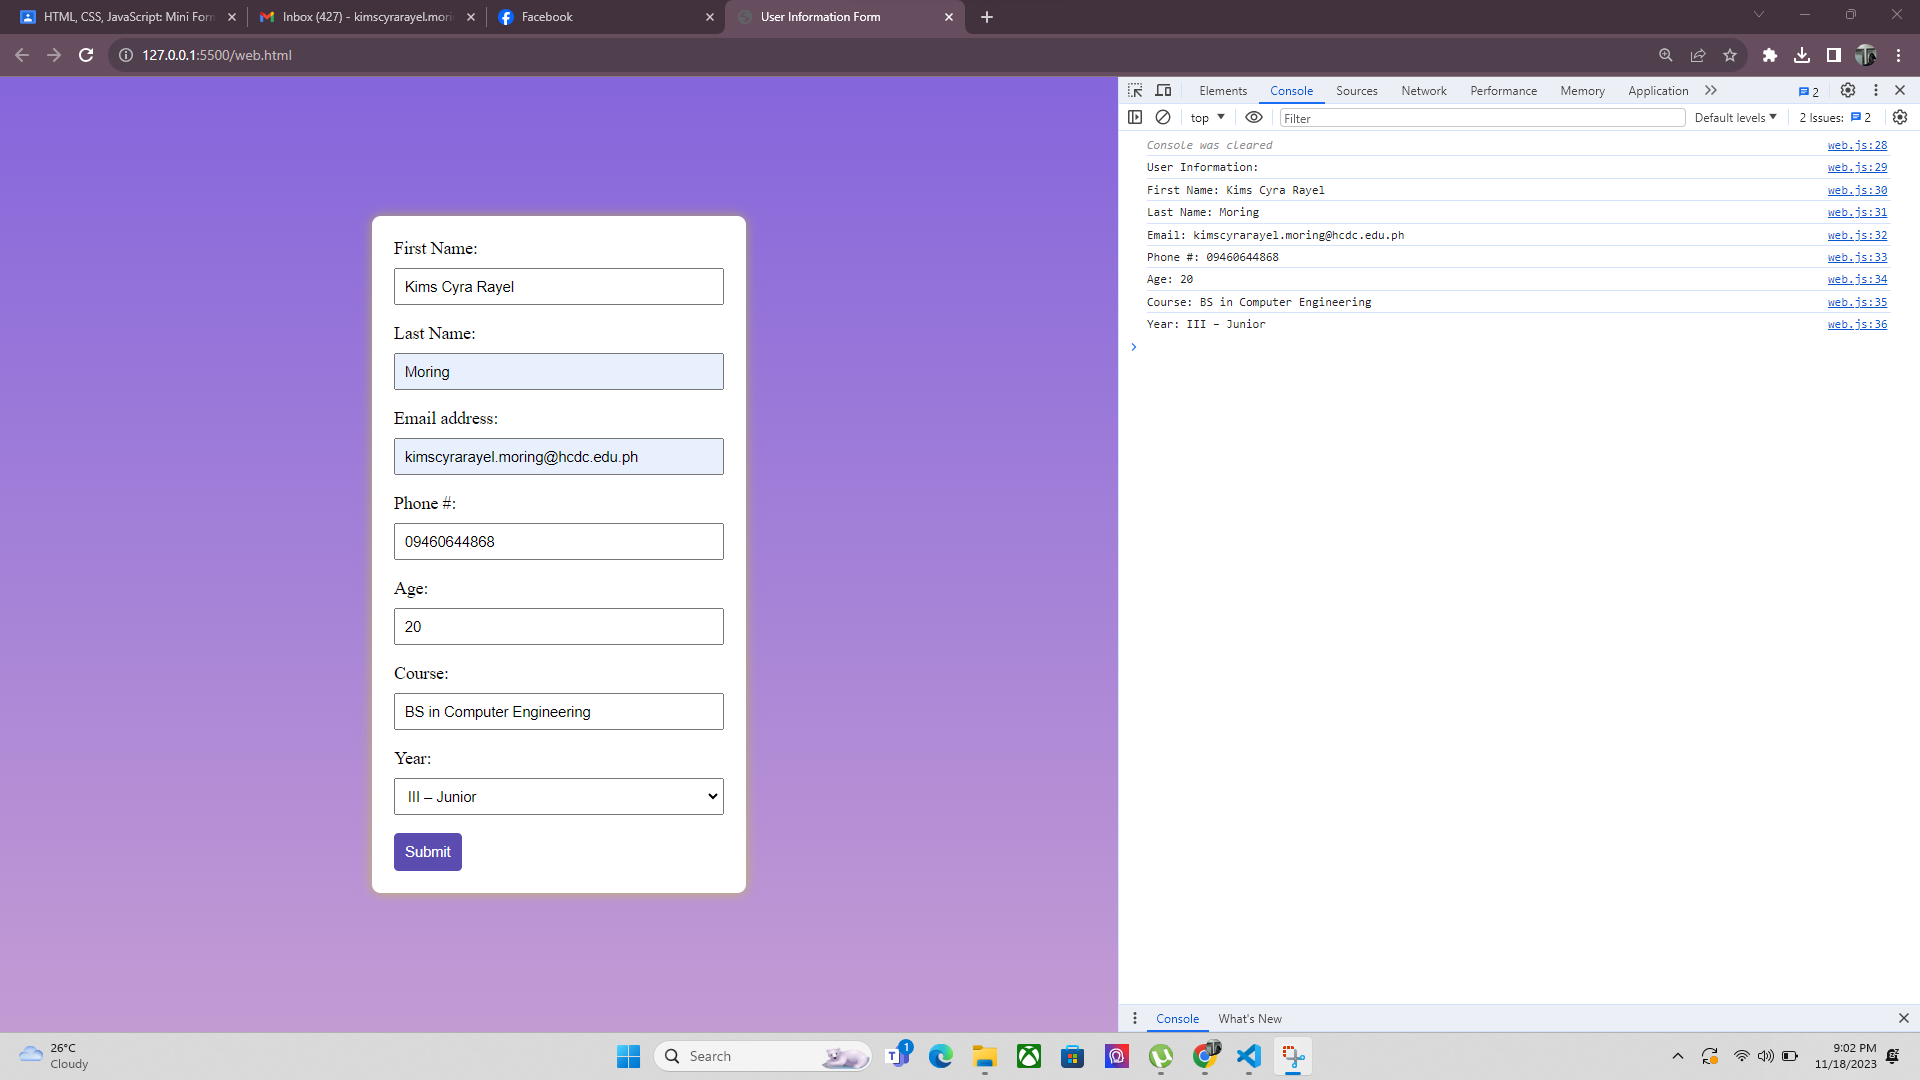 HTML, CSS, JavaScript: Mini For
Inbox (427) - kimscyrarayel.mori
Facebook
User Information Form
127.0.0.1:5500/web.html
First Name:
Kims Cyra Rayel
Last Name:
Moring
Email address:
kimscyrarayel.moring@hcdc.edu.ph
Phone #:
09460644868
Age:
20
Course:
BS in Computer Engineering
Year:
III – Junior
Submit
Elements Console Sources Network Performance Memory Application 2
top Filter Default levels 2 Issues: 2
Console was cleared web.js:28
User Information: web.js:29
First Name: Kims Cyra Rayel web.js:30
Last Name: Moring web.js:31
Email: kimscyrarayel.moring@hcdc.edu.ph web.js:32
Phone #: 09460644868 web.js:33
Age: 20 web.js:34
Course: BS in Computer Engineering web.js:35
Year: III – Junior web.js:36
Console What's New
26°C
Cloudy
Search
1
9:02 PM
11/18/2023